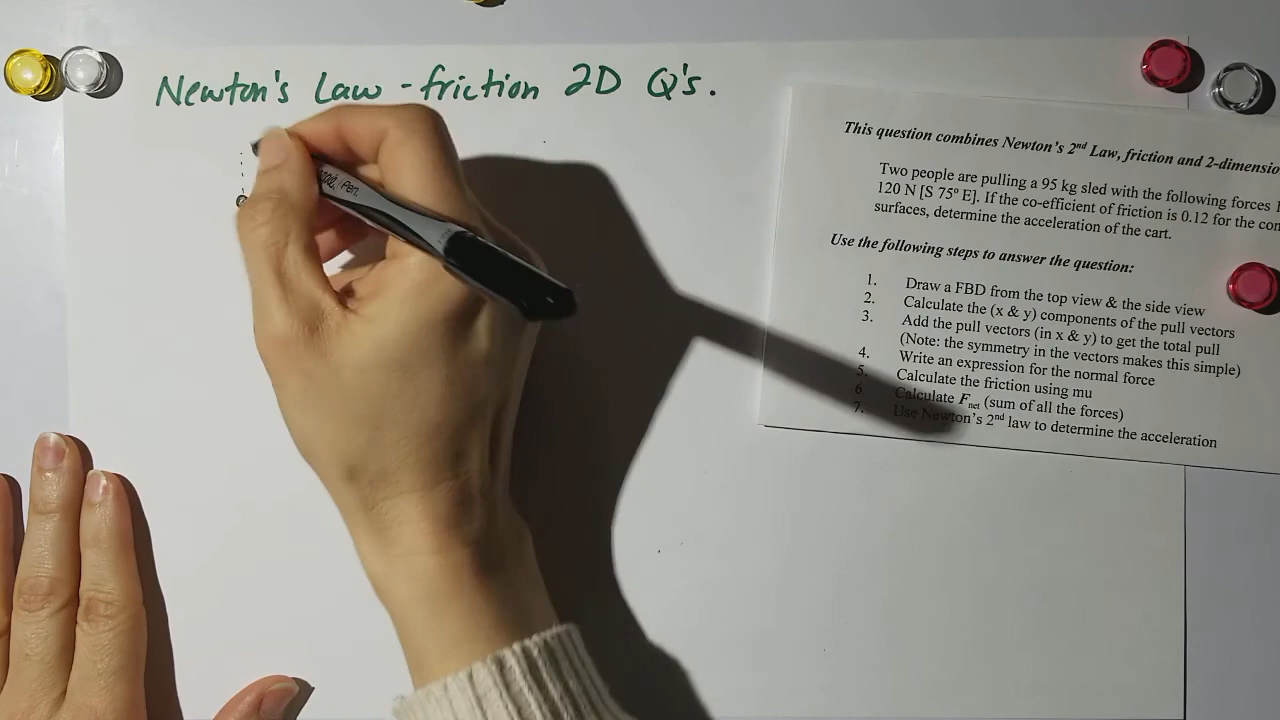 Newton's Law - friction 2D Q's.
Pen
This question combines Newton's 2nd Law, friction and
Two people are pulling a 95 kg sled with the following forces
120 N [S 75° E]. If the co-efficient of friction is 0.12 for the
surfaces, determine the acceleration of the cart.
Use the following steps to answer the question:
1. Draw a FBD from the top view & the side view
2. Calculate the (x & y) components of the pull vectors
3. Add the pull vectors (in x & y) to get the total pull
(Note: the symmetry in the vectors makes this simple)
4. Write an expression for the normal force
5. Calculate the friction using mu
6. Calculate Fnet (sum of all the forces)
7. Use Newton's 2nd law to determine the acceleration